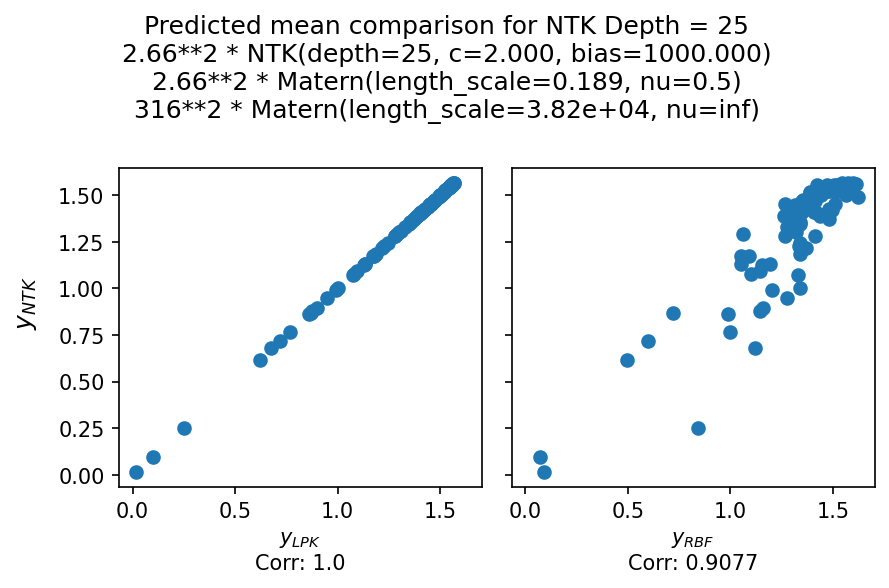 Predicted mean comparison for NTK Depth = 25
2.66**2 * NTK(depth=25, c=2.000, bias=1000.000)
2.66**2 * Matern(length_scale=0.189, nu=0.5)
316**2 * Matern(length_scale=3.82e+04, nu=inf)
1.50
1.25
1.00
0.75
0.50
0.25
0.00
y_NTK
0.0 0.5 1.0 1.5
0.0 0.5 1.0 1.5
y_LPK
Corr: 1.0
y_RBF
Corr: 0.9077